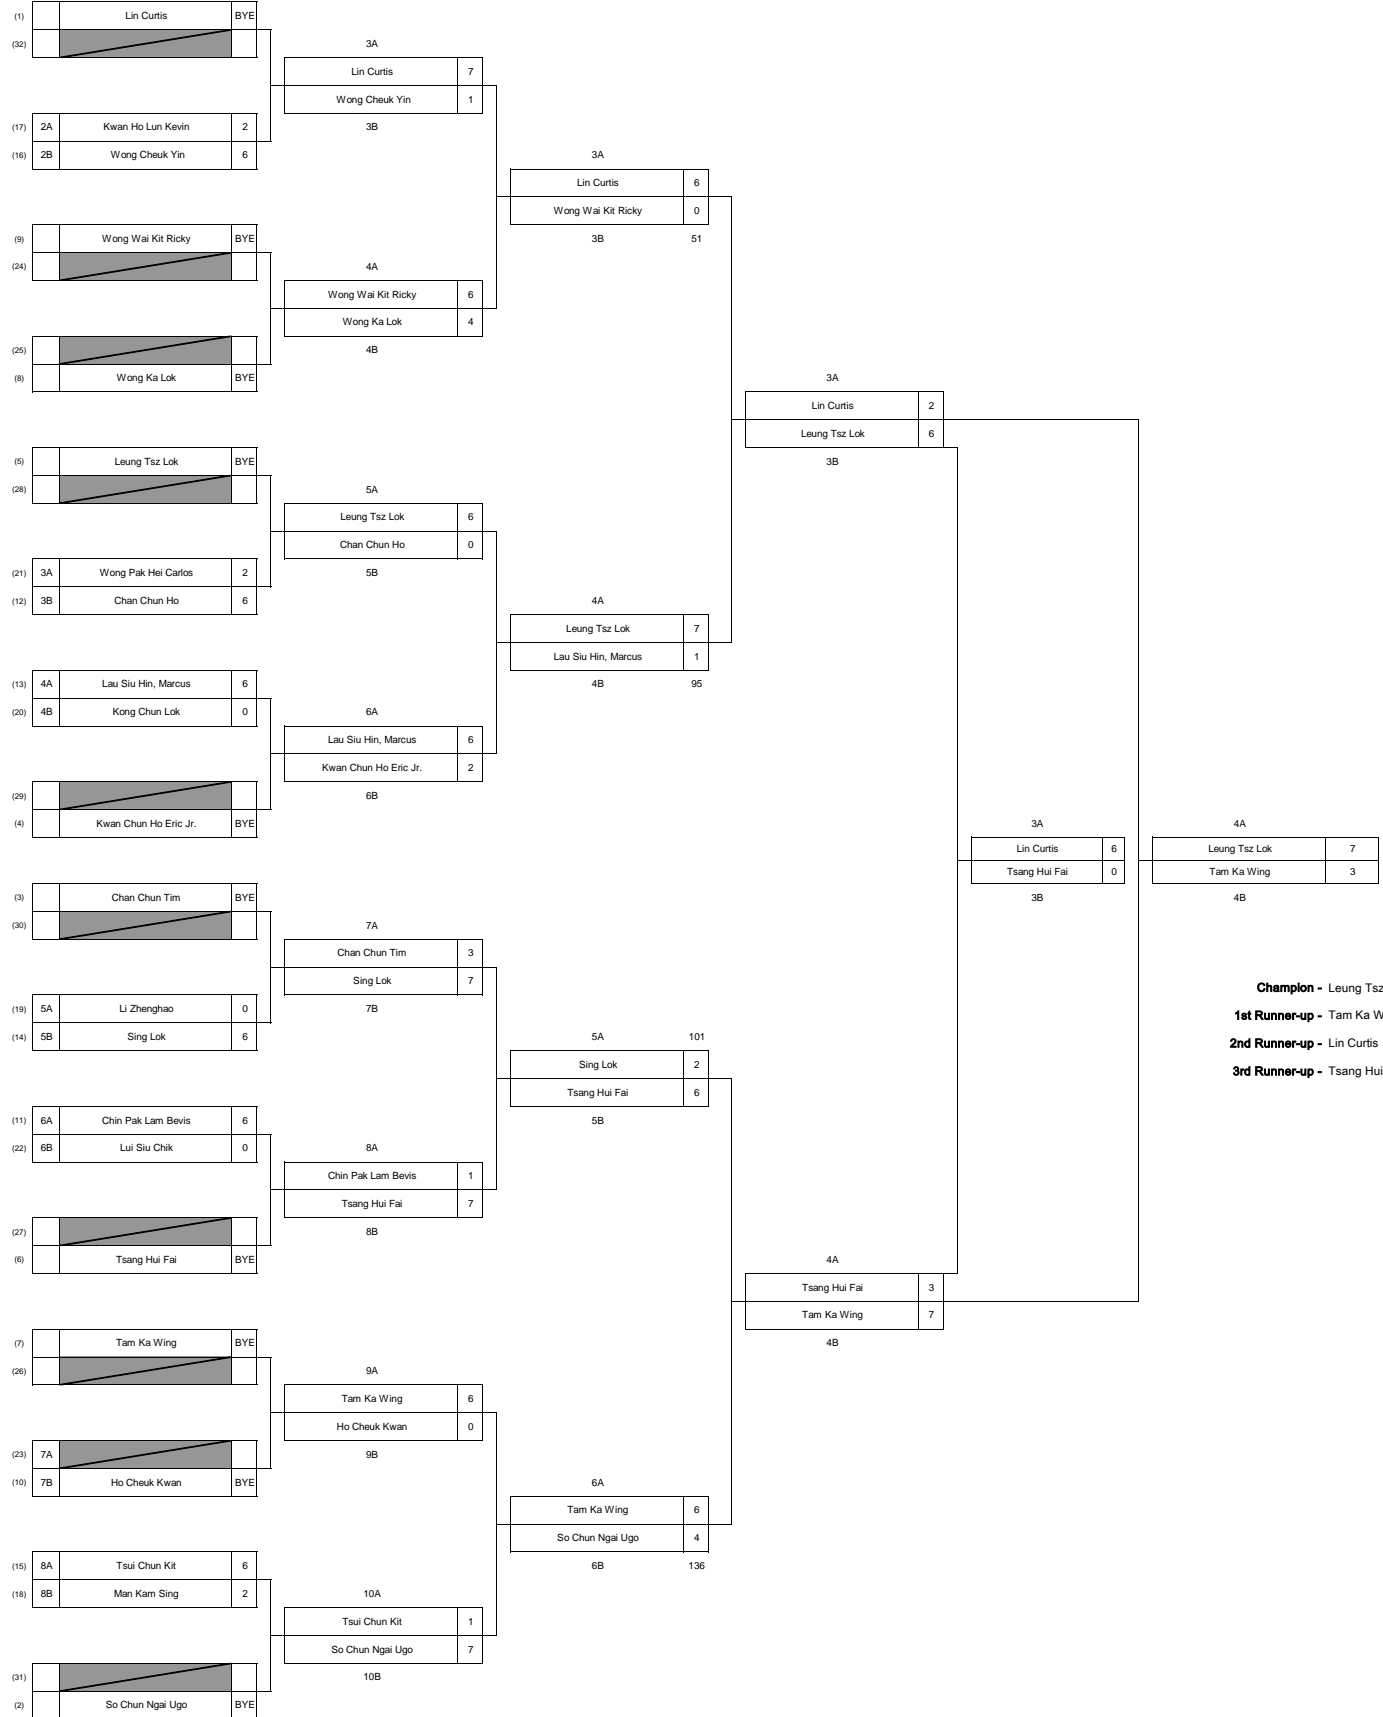 (1) Lin Curtis BYE
(32)
(17) 2A Kwan Ho Lun Kevin 2
(16) 2B Wong Cheuk Yin 6
(9) Wong Wai Kit Ricky BYE
(24)
(25)
(8) Wong Ka Lok BYE
(5) Leung Tsz Lok BYE
(28)
(21) 3A Wong Pak Hei Carlos 2
(12) 3B Chan Chun Ho 6
(13) 4A Lau Siu Hin, Marcus 6
(20) 4B Kong Chun Lok 0
(29)
(4) Kwan Chun Ho Eric Jr. BYE
(3) Chan Chun Tim BYE
(30)
(19) 5A Li Zhenghao 0
(14) 5B Sing Lok 6
(11) 6A Chin Pak Lam Bevis 6
(22) 6B Lui Siu Chik 0
(27)
(6) Tsang Hui Fai BYE
(7) Tam Ka Wing BYE
(26)
(23) 7A
(10) 7B Ho Cheuk Kwan BYE
(15) 8A Tsui Chun Kit 6
(18) 8B Man Kam Sing 2
(31)
(2) So Chun Ngai Ugo BYE
3A
Lin Curtis 7
Wong Cheuk Yin 1
3B
4A
Wong Wai Kit Ricky 6
Wong Ka Lok 4
4B
5A
Leung Tsz Lok 6
Chan Chun Ho 0
5B
6A
Lau Siu Hin, Marcus 6
Kwan Chun Ho Eric Jr. 2
6B
7A
Chan Chun Tim 3
Sing Lok 7
7B
8A
Chin Pak Lam Bevis 1
Tsang Hui Fai 7
8B
9A
Tam Ka Wing 6
Ho Cheuk Kwan 0
9B
10A
Tsui Chun Kit 1
So Chun Ngai Ugo 7
10B
3A
Lin Curtis 6
Wong Wai Kit Ricky 0
3B 51
4A
Leung Tsz Lok 7
Lau Siu Hin, Marcus 1
4B 95
5A 101
Sing Lok 2
Tsang Hui Fai 6
5B
6A
Tam Ka Wing 6
So Chun Ngai Ugo 4
6B 136
3A
Lin Curtis 2
Leung Tsz Lok 6
3B
4A
Tsang Hui Fai 3
Tam Ka Wing 7
4B
3A
Lin Curtis 6
Tsang Hui Fai 0
3B
4A
Leung Tsz Lok 7
Tam Ka Wing 3
4B
Champion - Leung Tsz
1st Runner-up - Tam Ka W
2nd Runner-up - Lin Curtis
3rd Runner-up - Tsang Hui